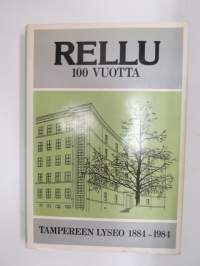 RELLU
100 VUOTTA
TAMPEREEN LYSEO 1884-1984